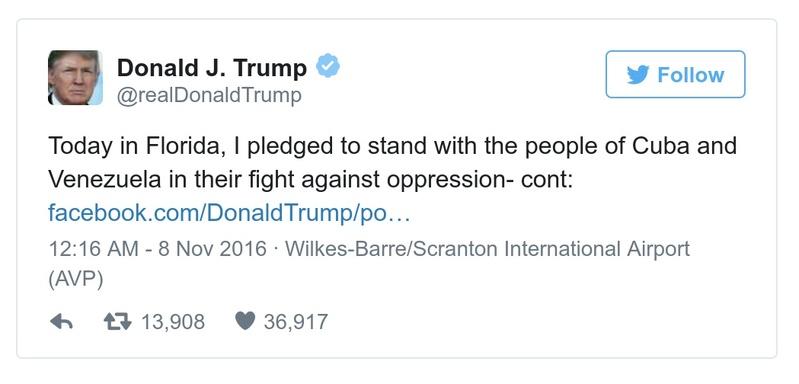 Donald J. Trump
@realDonaldTrump
Follow
Today in Florida, I pledged to stand with the people of Cuba and
Venezuela in their fight against oppression- cont:
facebook.com/DonaldTrump/po…
12:16 AM - 8 Nov 2016 · Wilkes-Barre/Scranton International Airport
(AVP)
13,908 36,917